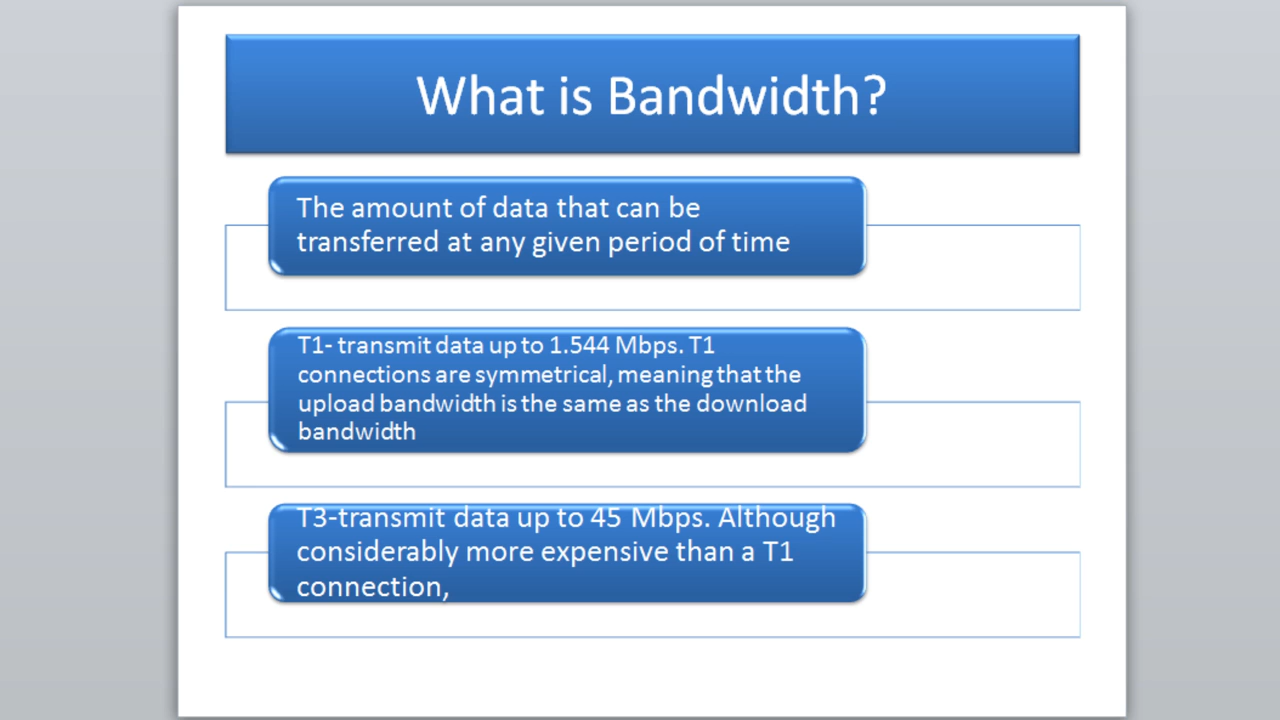 What is Bandwidth?
The amount of data that can be
transferred at any given period of time
T1- transmit data up to 1.544 Mbps. T1
connections are symmetrical, meaning that the
upload bandwidth is the same as the download
bandwidth
T3-transmit data up to 45 Mbps. Although
considerably more expensive than a T1
connection,